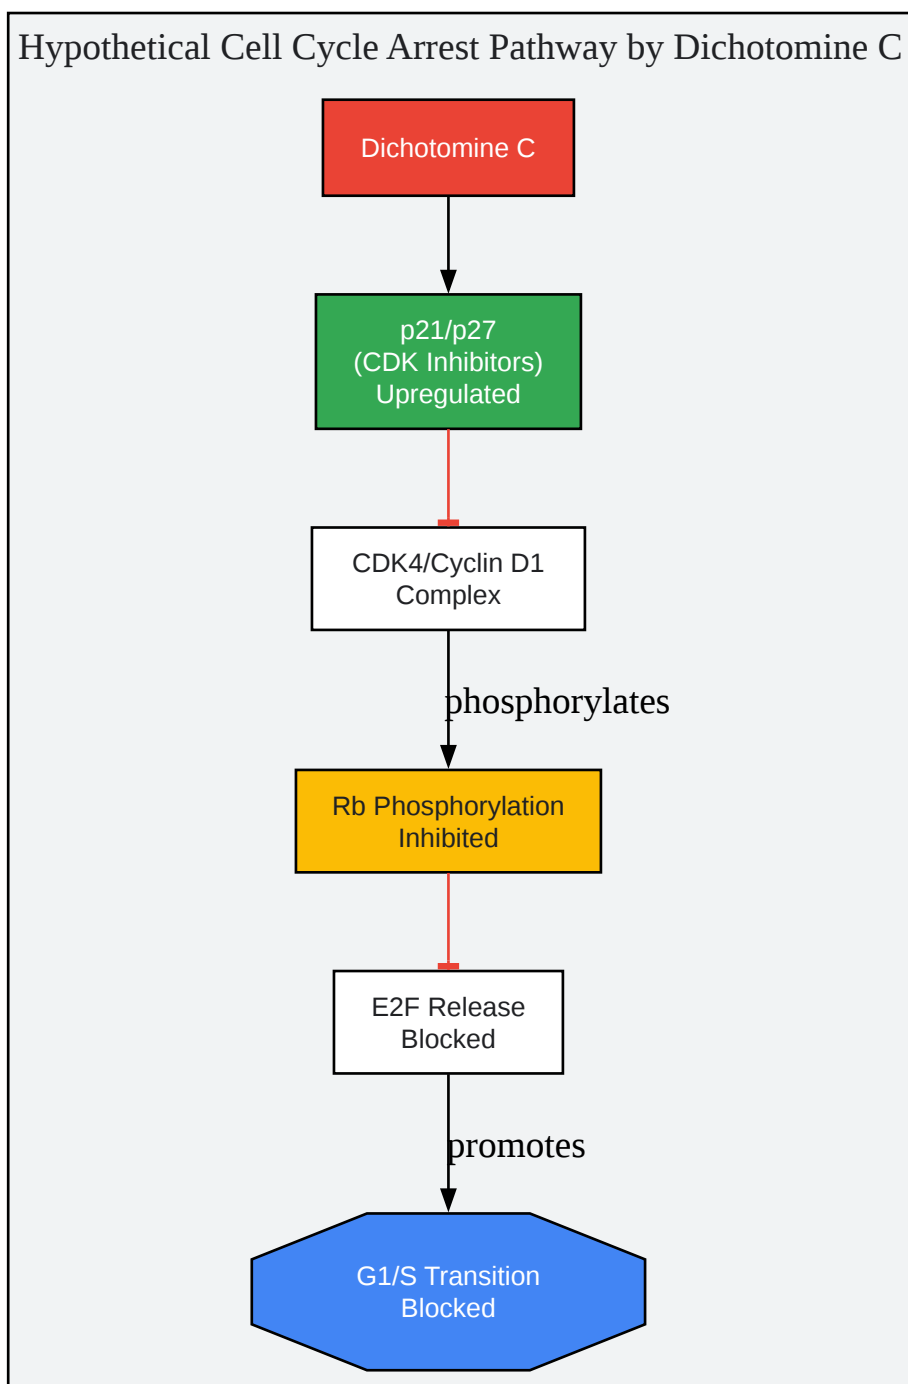 Hypothetical Cell Cycle Arrest Pathway by Dichotomine C
Dichotomine C
p21/p27
(CDK Inhibitors)
Upregulated
CDK4/Cyclin D1
Complex
phosphorylates
Rb Phosphorylation
Inhibited
E2F Release
Blocked
promotes
G1/S Transition
Blocked